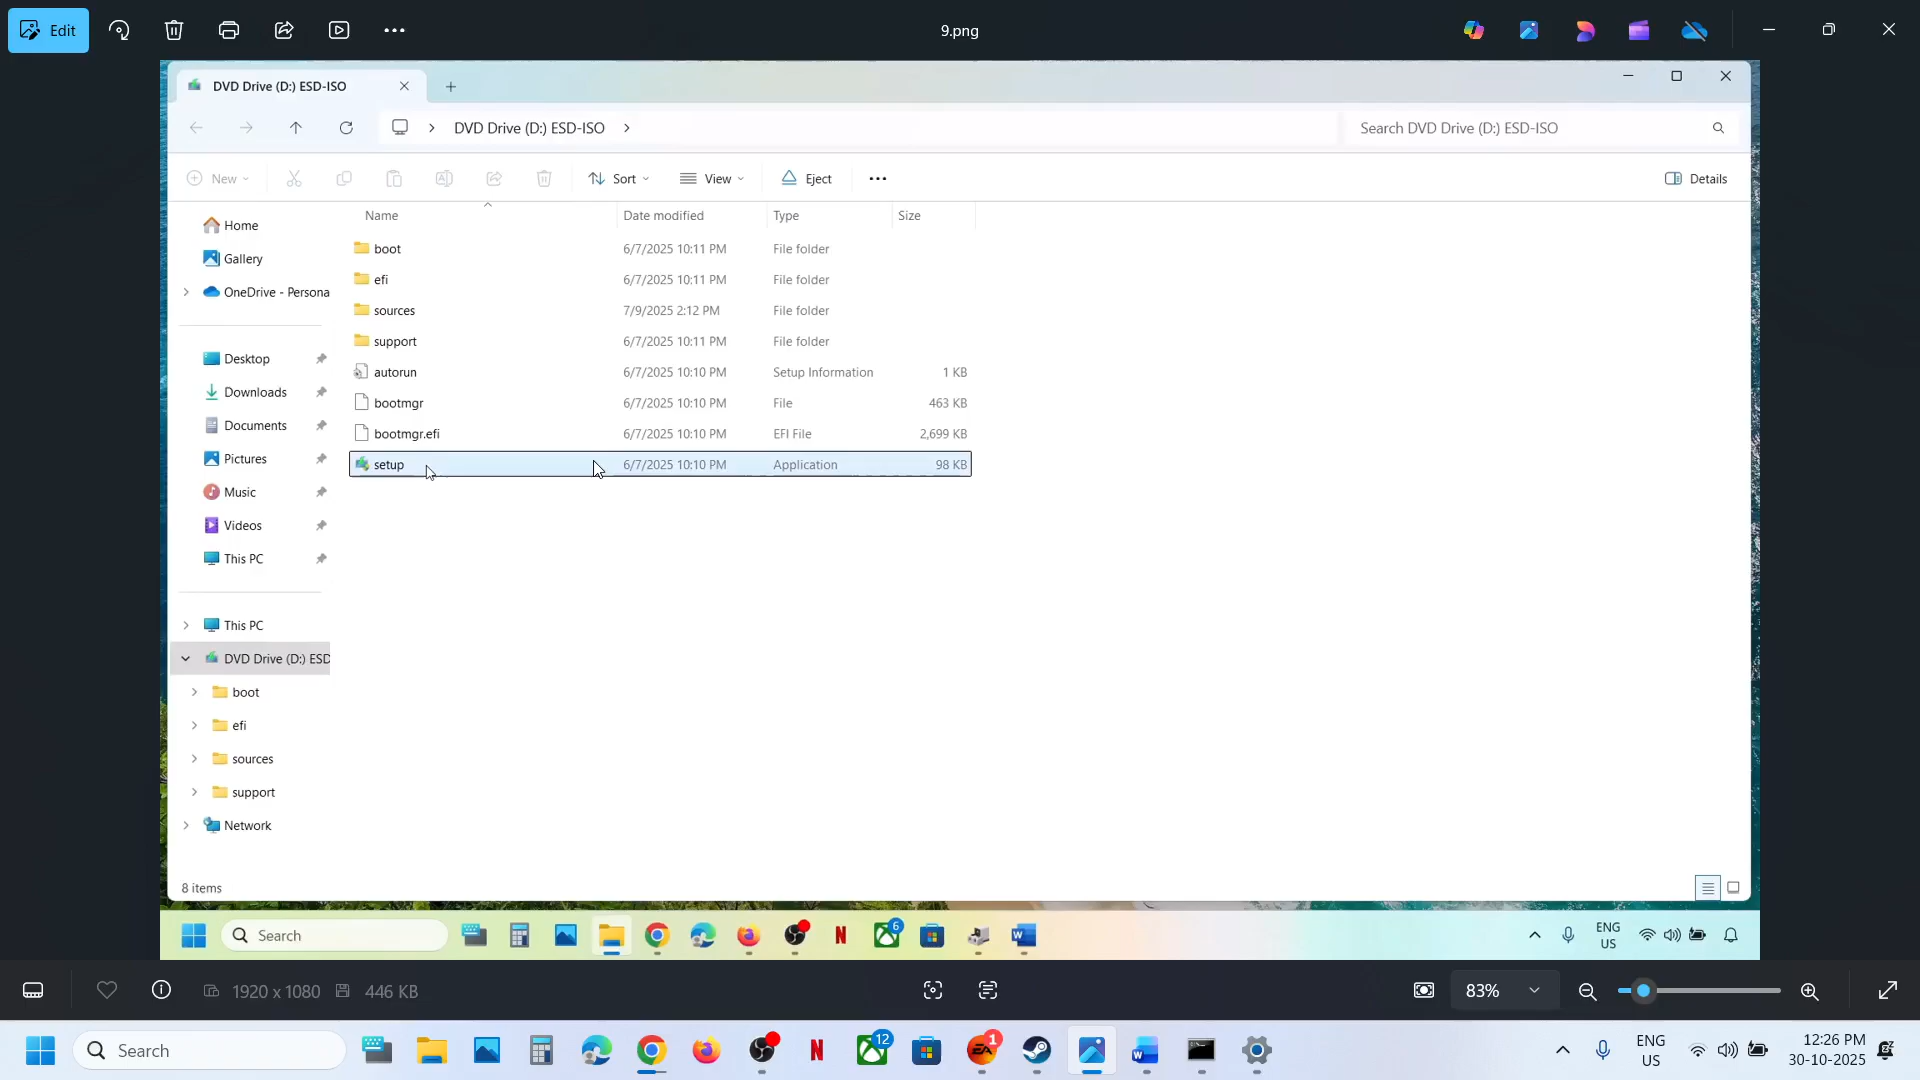 Edit
9.png
DVD Drive (D:) ESD-ISO
DVD Drive (D:) ESD-ISO
Search DVD Drive (D:) ESD-ISO
New
Sort
View
Eject
Details
Name Date modified Type Size
boot 6/7/2025 10:11 PM File folder
efi 6/7/2025 10:11 PM File folder
sources 7/9/2025 2:12 PM File folder
support 6/7/2025 10:11 PM File folder
autorun 6/7/2025 10:10 PM Setup Information 1 KB
bootmgr 6/7/2025 10:10 PM File 463 KB
bootmgr.efi 6/7/2025 10:10 PM EFI File 2,699 KB
setup 6/7/2025 10:10 PM Application 98 KB
Home
Gallery
OneDrive - Persona
Desktop
Downloads
Documents
Pictures
Music
Videos
This PC
This PC
DVD Drive (D:) ESD
boot
efi
sources
support
Network
8 items
Search
6
ENG
US
1920 x 1080
446 KB
83%
Search
12
1
ENG
US
12:26 PM
30-10-2025